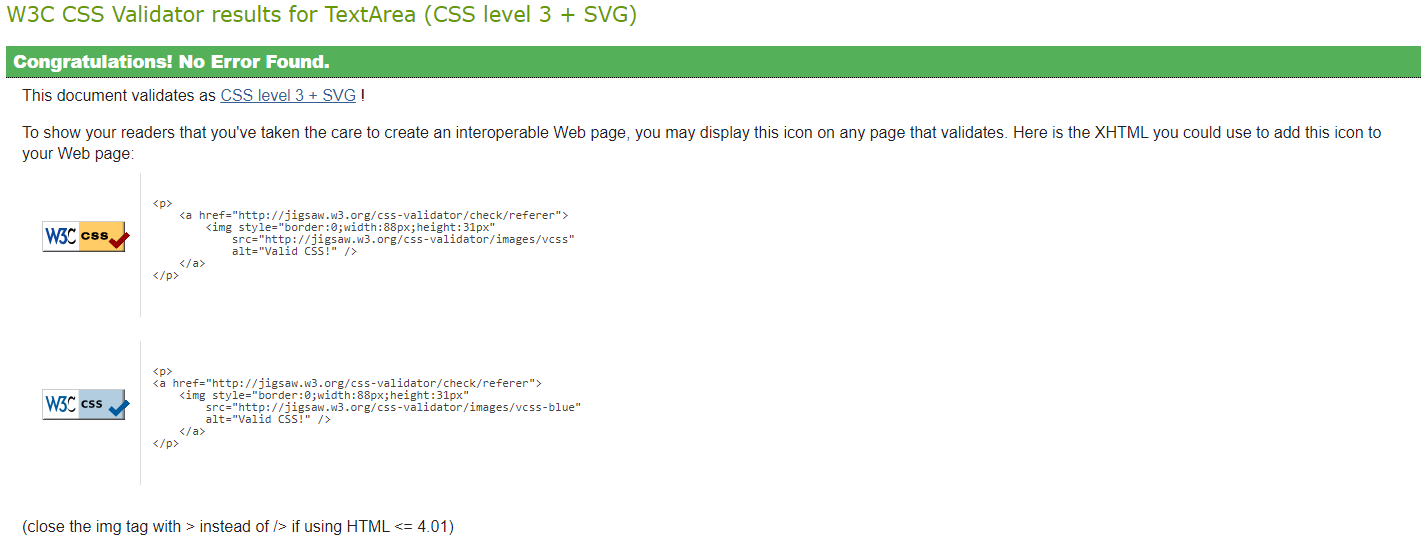 W3C CSS Validator results for TextArea (CSS level 3 + SVG)
Congratulations! No Error Found.
This document validates as CSS level 3 + SVG !
To show your readers that you've taken the care to create an interoperable Web page, you may display this icon on any page that validates. Here is the XHTML you could use to add this icon to
your Web page:
W3C css
<p>
<a href="http://jigsaw.w3.org/css-validator/check/referer">
<img style="border:0;width:88px;height:31px"
src="http://jigsaw.w3.org/css-validator/images/vcss"
alt="Valid CSS!" />
</a>
</p>
W3C css
<p>
<a href="http://jigsaw.w3.org/css-validator/check/referer">
<img style="border:0;width:88px;height:31px"
src="http://jigsaw.w3.org/css-validator/images/vcss-blue"
alt="Valid CSS!" />
</a>
</p>
(close the img tag with > instead of /> if using HTML <= 4.01)